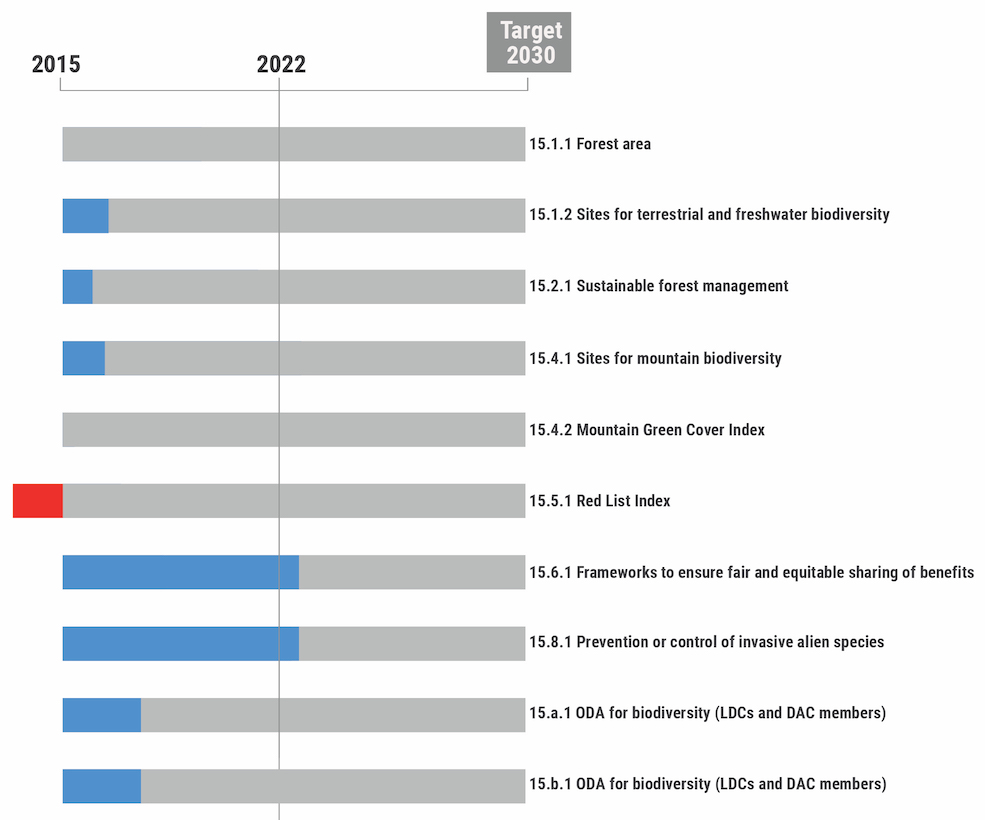 Target
2030
2015
2022
15.1.1 Forest area
15.1.2 Sites for terrestrial and freshwater biodiversity
15.2.1 Sustainable forest management
15.4.1 Sites for mountain biodiversity
15.4.2 Mountain Green Cover Index
15.5.1 Red List Index
15.6.1 Frameworks to ensure fair and equitable sharing of benefits
15.8.1 Prevention or control of invasive alien species
15.a.1 ODA for biodiversity (LDCs and DAC members)
15.b.1 ODA for biodiversity (LDCs and DAC members)